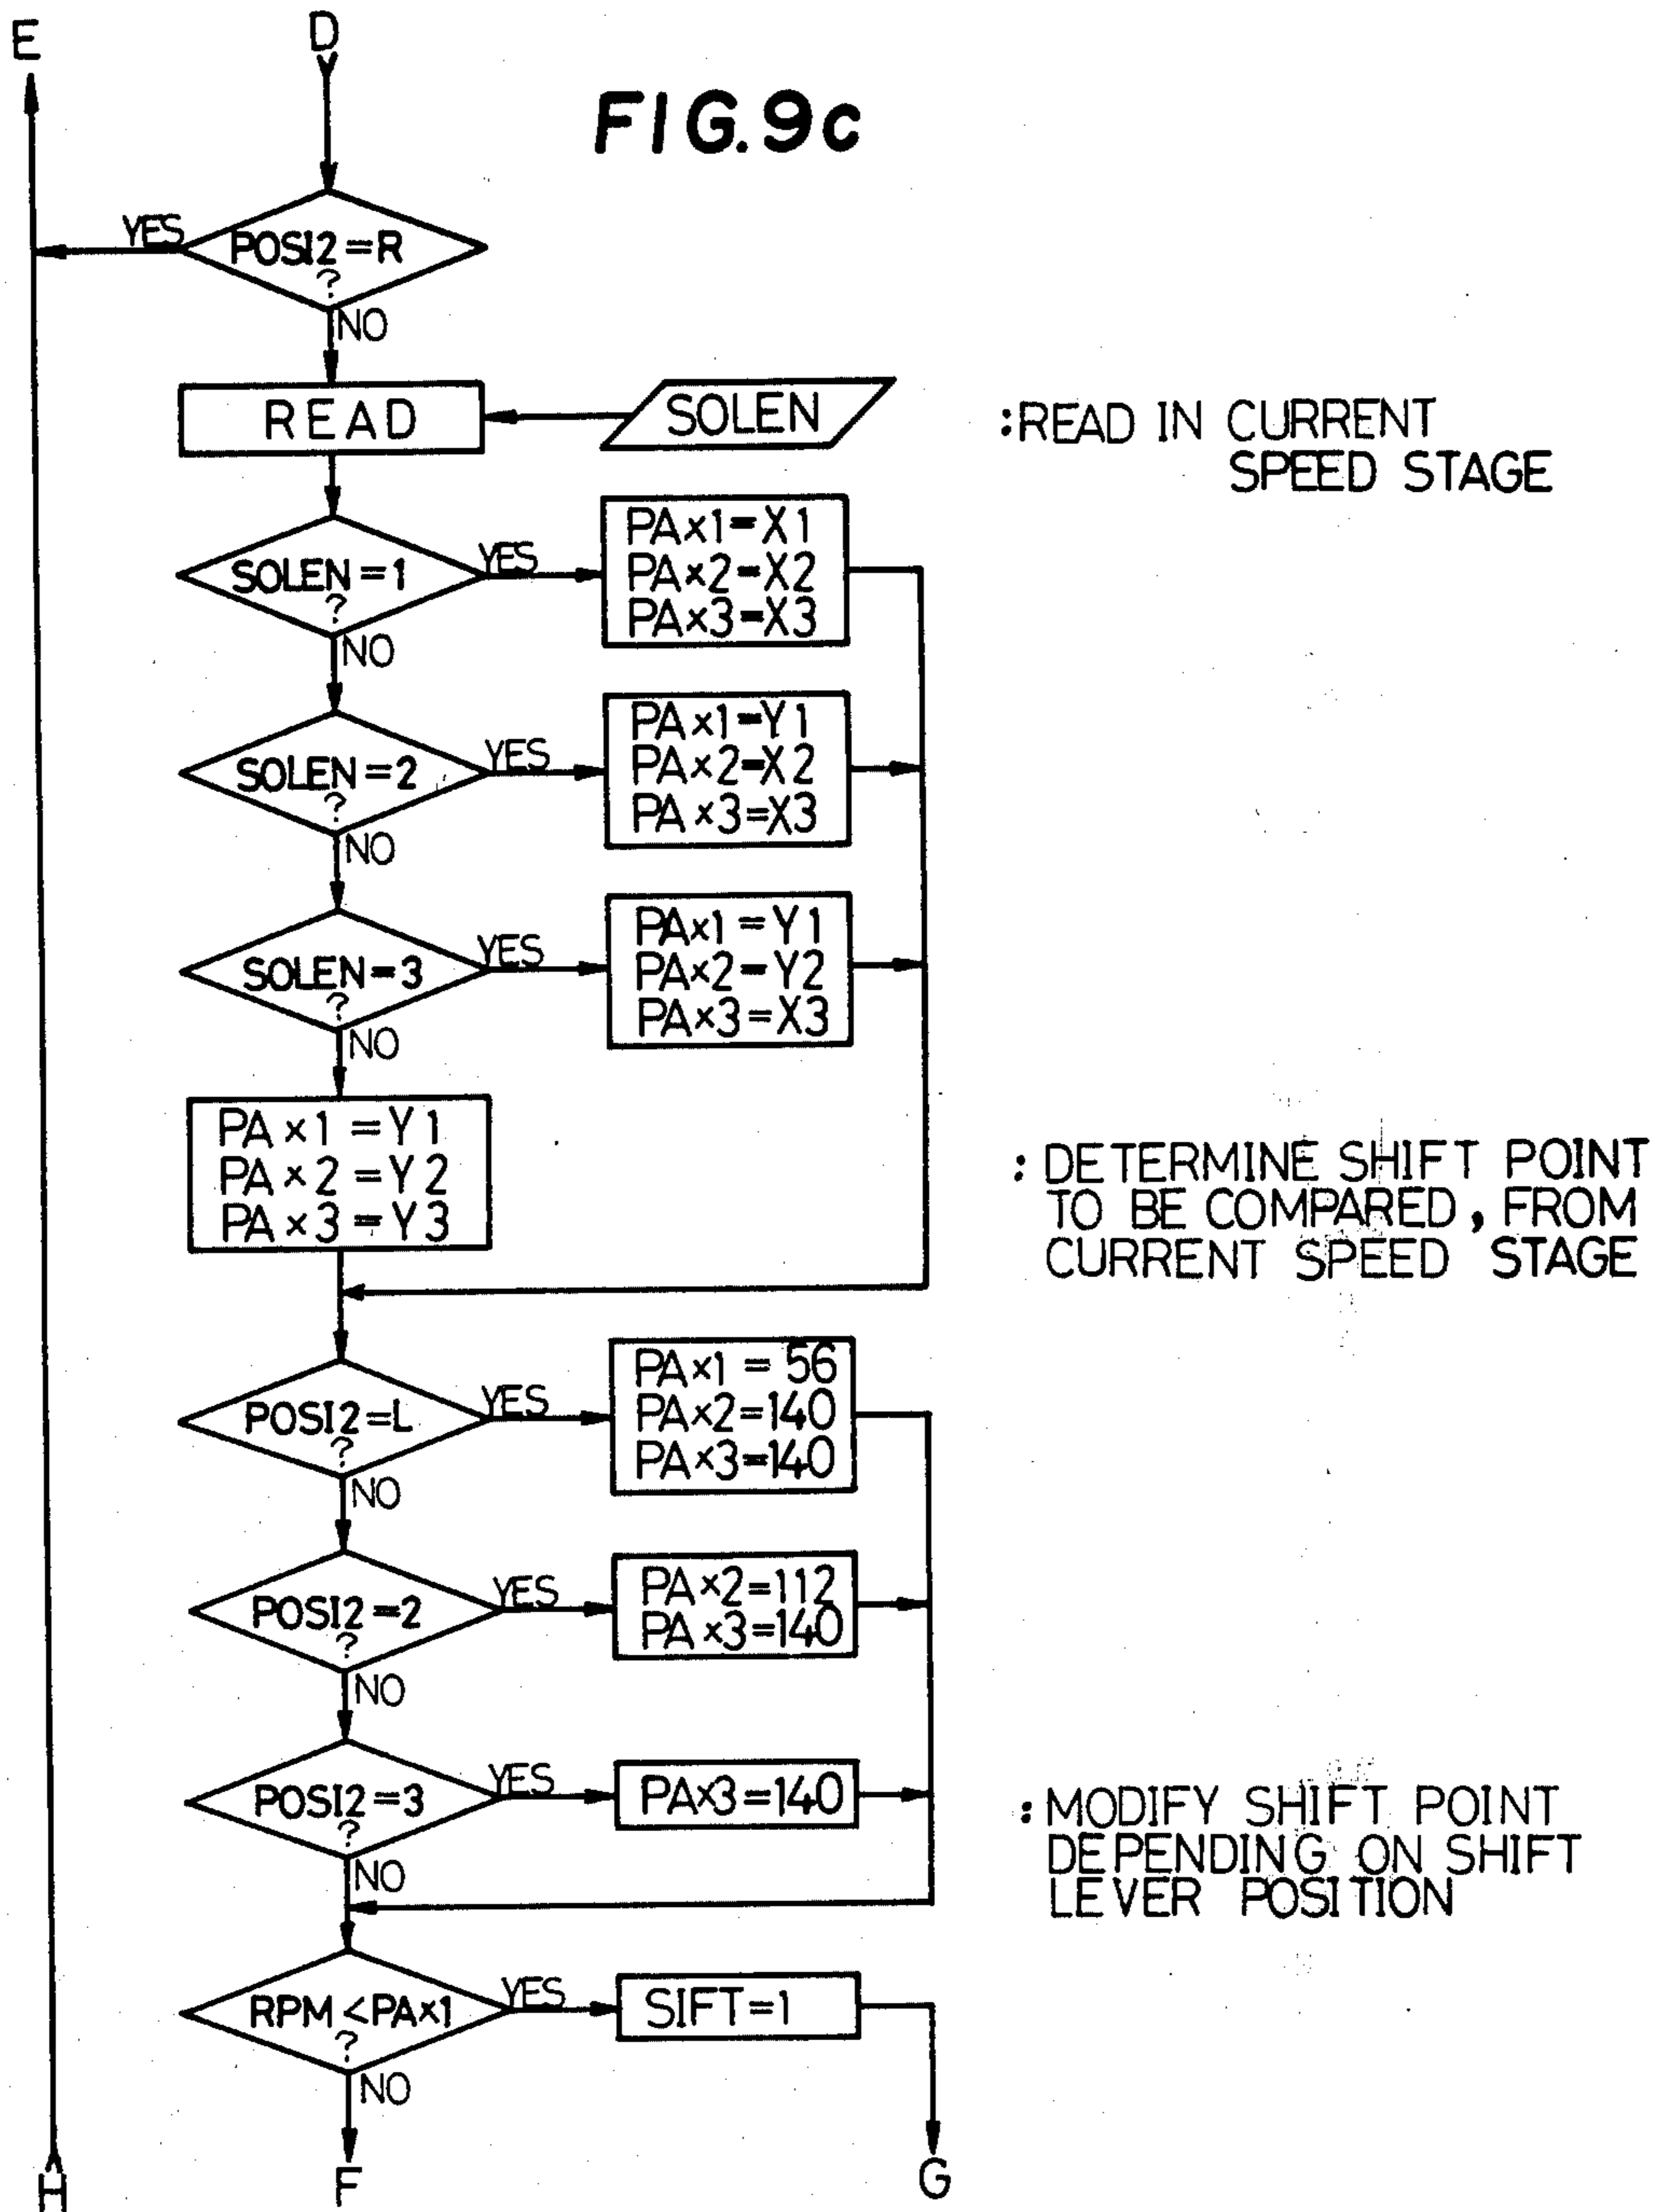 E
D
FIG.9c
YES
POSI2=R
?
NO
READ
SOLEN
:READ IN CURRENT
SPEED STAGE
SOLEN=1
?
YES
NO
PA×1=X1
PA×2=X2
PA×3=X3
SOLEN=2
?
YES
NO
PA×1=Y1
PA×2=X2
PA×3=X3
SOLEN=3
?
YES
NO
PA×1=Y1
PA×2=Y2
PA×3=X3
PA×1=Y1
PA×2=Y2
PA×3=Y3
: DETERMINE SHIFT POINT
TO BE COMPARED, FROM
CURRENT SPEED STAGE
POSI2=L
?
YES
NO
PA×1=56
PA×2=140
PA×3=140
POSI2=2
?
YES
NO
PA×2=112
PA×3=140
POSI2=3
?
YES
NO
PA×3=140
: MODIFY SHIFT POINT
DEPENDING ON SHIFT
LEVER POSITION
RPM<PA×1
?
YES
NO
SIFT=1
H
F
G